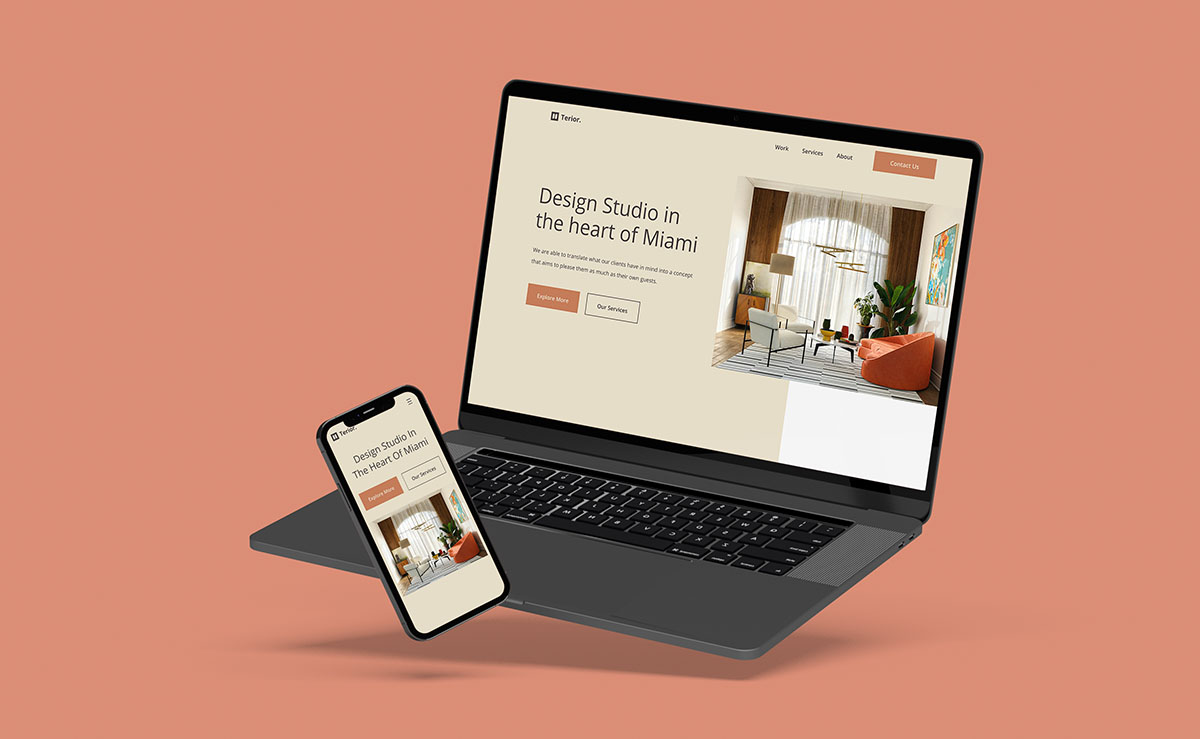 Terior.
Work Services About Contact Us
Design Studio in
the heart of Miami
We are able to translate what our clients have in mind into a concept
that aims to please them as much as their own guests.
Explore More Our Services
Terior.
Design Studio In
The Heart Of Miami
Explore More Our Services